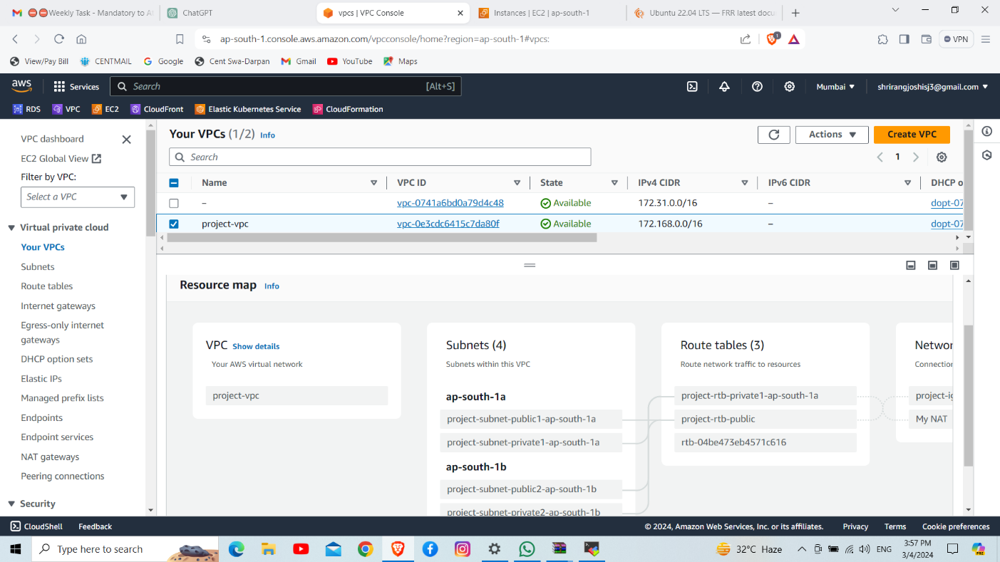 ⛔⛔Weekly Task - Mandatory to A
ChatGPT
vpcs | VPC Console
Instances | EC2 | ap-south-1
Ubuntu 22.04 LTS — FRR latest docu
ap-south-1.console.aws.amazon.com/vpcconsole/home?region=ap-south-1#vpcs:
1
VPN
View/Pay Bill
CENTMAIL
Google
Cent Swa-Darpan
Gmail
YouTube
Maps
aws
Services
Search
[Alt+S]
Mumbai
shrirangjoshisj3@gmail.com
RDS
VPC
EC2
CloudFront
Elastic Kubernetes Service
CloudFormation
VPC dashboard
EC2 Global View
Filter by VPC:
Select a VPC
Virtual private cloud
Your VPCs
Subnets
Route tables
Internet gateways
Egress-only internet
gateways
DHCP option sets
Elastic IPs
Managed prefix lists
Endpoints
Endpoint services
NAT gateways
Peering connections
Security
Your VPCs (1/2) Info
Actions
Create VPC
Search
1
Name VPC ID State IPv4 CIDR IPv6 CIDR DHCP o
– vpc-0741a6bd0a79d4c48 Available 172.31.0.0/16 – dopt-07
project-vpc vpc-0e3cdc6415c7da80f Available 172.168.0.0/16 – dopt-07
Resource map Info
VPC Show details
Your AWS virtual network
project-vpc
Subnets (4)
Subnets within this VPC
ap-south-1a
project-subnet-public1-ap-south-1a
project-subnet-private1-ap-south-1a
ap-south-1b
project-subnet-public2-ap-south-1b
project-subnet-private2-ap-south-1b
Route tables (3)
Route network traffic to resources
project-rtb-private1-ap-south-1a
project-rtb-public
rtb-04be473eb4571c616
Networ
Connection
project-ig
My NAT
CloudShell
Feedback
© 2024, Amazon Web Services, Inc. or its affiliates.
Privacy
Terms
Cookie preferences
Type here to search
32°C Haze
ENG
3:57 PM
3/4/2024
PRE